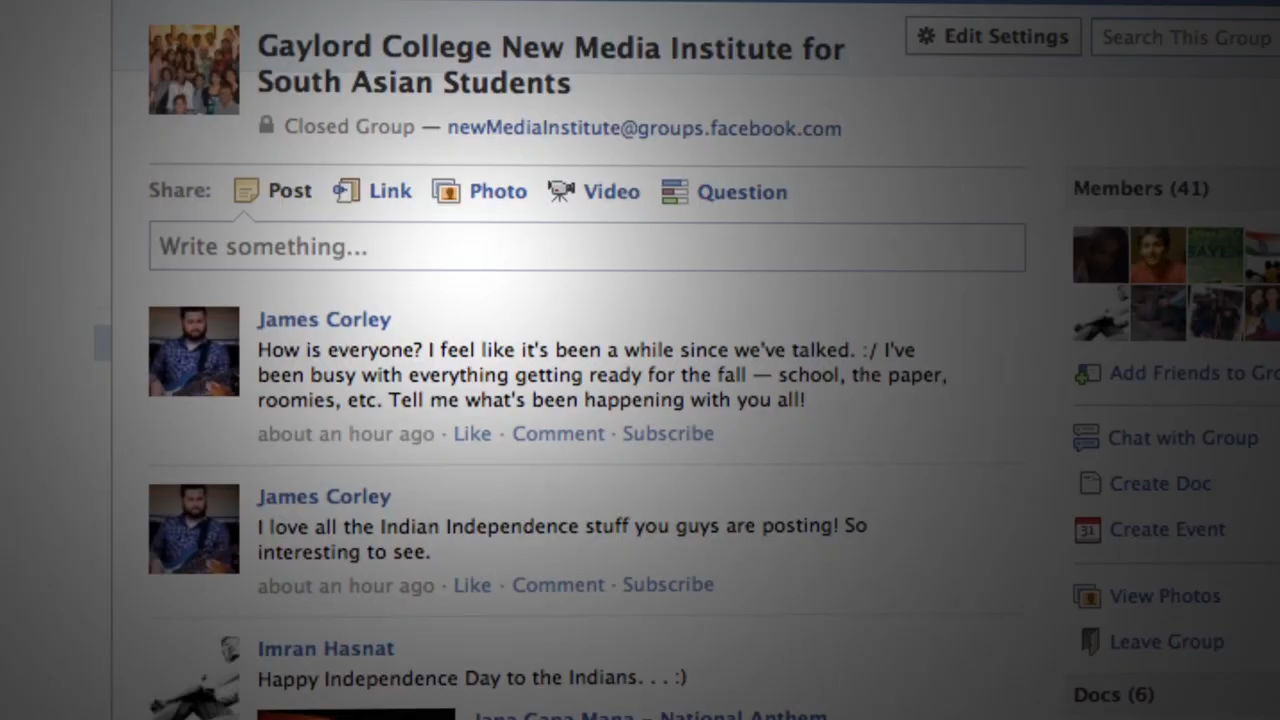 Gaylord College New Media Institute for
South Asian Students
Edit Settings
Search This Group
Closed Group — newMediaInstitute@groups.facebook.com
Share: Post Link Photo Video Question
Write something...
Members (41)
James Corley
How is everyone? I feel like it's been a while since we've talked. :/ I've
been busy with everything getting ready for the fall — school, the paper,
roomies, etc. Tell me what's been happening with you all!
about an hour ago · Like · Comment · Subscribe
James Corley
I love all the Indian Independence stuff you guys are posting! So
interesting to see.
about an hour ago · Like · Comment · Subscribe
Imran Hasnat
Happy Independence Day to the Indians. . . :)
Jana Gana Mana – National Anthem
Add Friends to
Chat with Group
Create Doc
31
Create Event
View Photos
Leave Group
Docs (6)